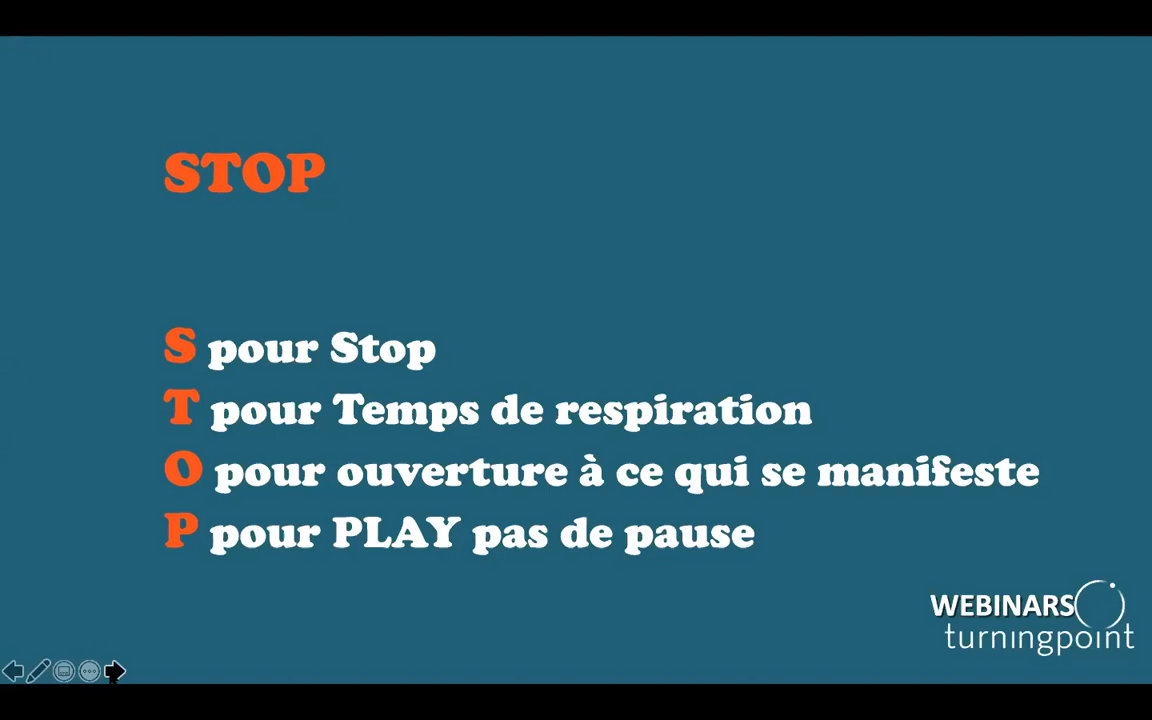 STOP
S pour Stop
T pour Temps de respiration
O pour ouverture à ce qui se manifeste
P pour PLAY pas de pause
WEBINARS
turningpoint